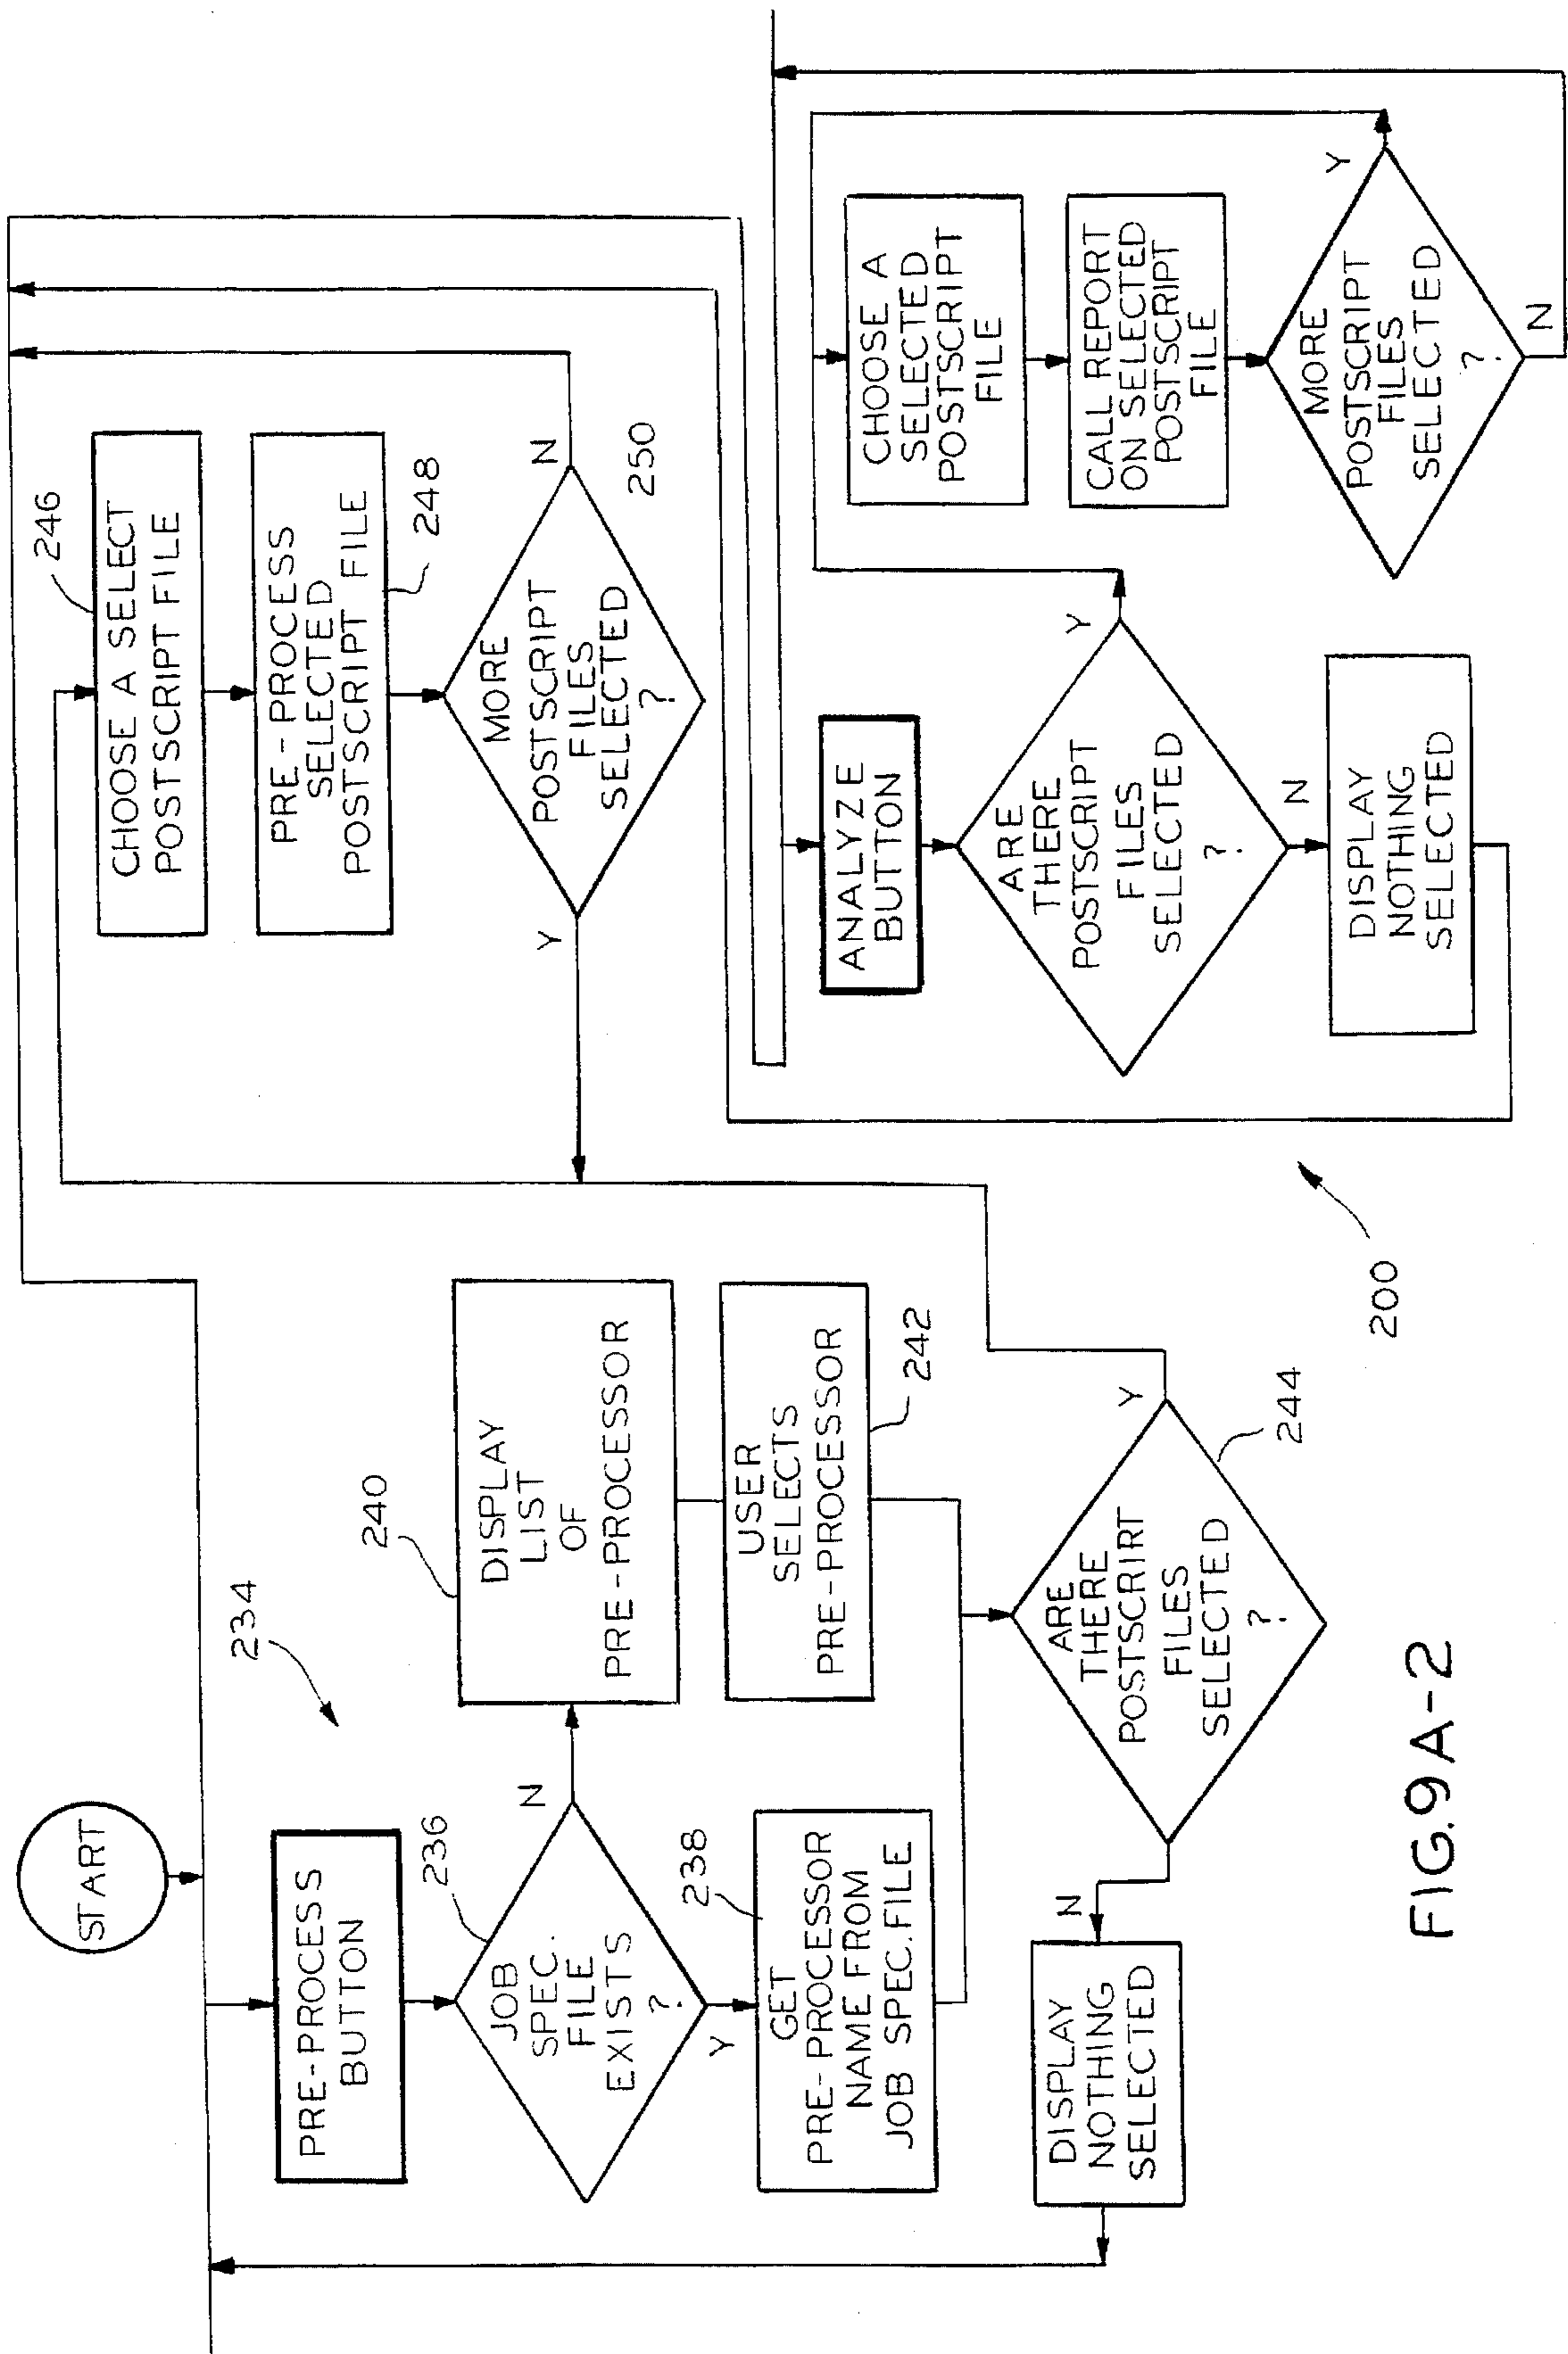 START
234
PRE-PROCESS
BUTTON
236
JOB
SPEC.
FILE
EXISTS
?
N
Y
238
GET
PRE-PROCESSOR
NAME FROM
JOB SPEC. FILE
240
DISPLAY
LIST
OF
PRE-PROCESSOR
USER
SELECTS
PRE-PROCESSOR
242
ARE
THERE
POSTSCRIRT
FILES
SELECTED
?
244
Y
N
DISPLAY
NOTHING
SELECTED
246
CHOOSE A SELECT
POSTSCRIPT FILE
PRE-PROCESS
SELECTED
POSTSCRIPT FILE
248
MORE
POSTSCRIPT
FILES
SELECTED
?
Y
N
250
ANALYZE
BUTTON
ARE
THERE
POSTSCRIPT
FILES
SELECTED
?
Y
N
DISPLAY
NOTHING
SELECTED
CHOOSE A
SELECTED
POSTSCRIPT
FILE
CALL REPORT
ON SELECTED
POSTSCRIPT
FILE
MORE
POSTSCRIPT
FILES
SELECTED
?
Y
N
200
FIG.9A-2